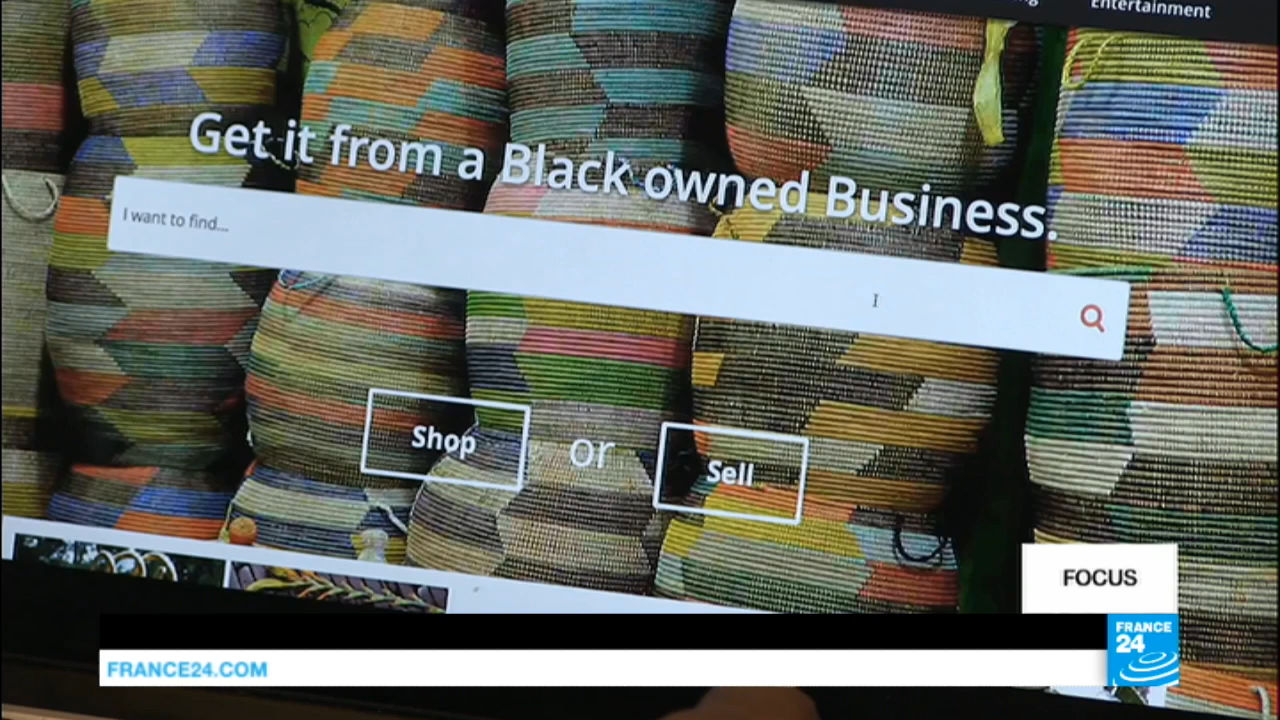 Entertainment
Get it from a Black owned Business.
I want to find...
Shop
or
Sell
FOCUS
FRANCE
24
FRANCE24.COM